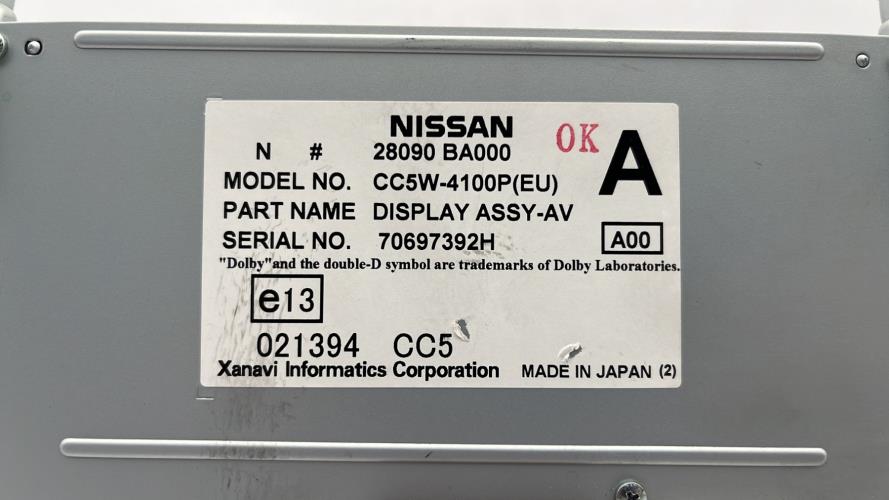 NISSAN OK A
N # 28090 BA000
MODEL NO. CC5W-4100P(EU)
PART NAME DISPLAY ASSY-AV
SERIAL NO. 70697392H A00
"Dolby"and the double-D symbol are trademarks of Dolby Laboratories.
e13
021394 CC5
Xanavi Informatics Corporation MADE IN JAPAN (2)